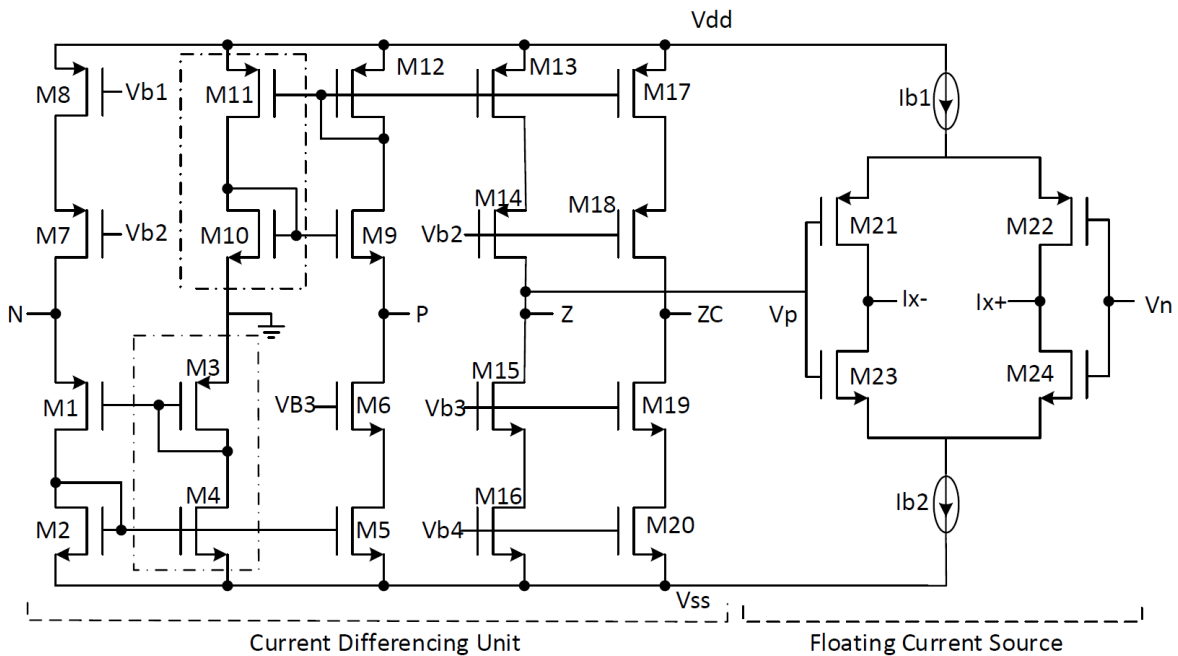 Vdd
M8
Vb1
M11
M12
M13
M17
Ib1
M7
Vb2
M10
M9
M14
Vb2
M18
M21
M22
N
P
Z
ZC
Vp
Ix-
Ix+
Vn
M1
M3
VB3
M6
M15
Vb3
M19
M23
M24
M2
M4
M5
M16
Vb4
M20
Ib2
Vss
Current Differencing Unit
Floating Current Source